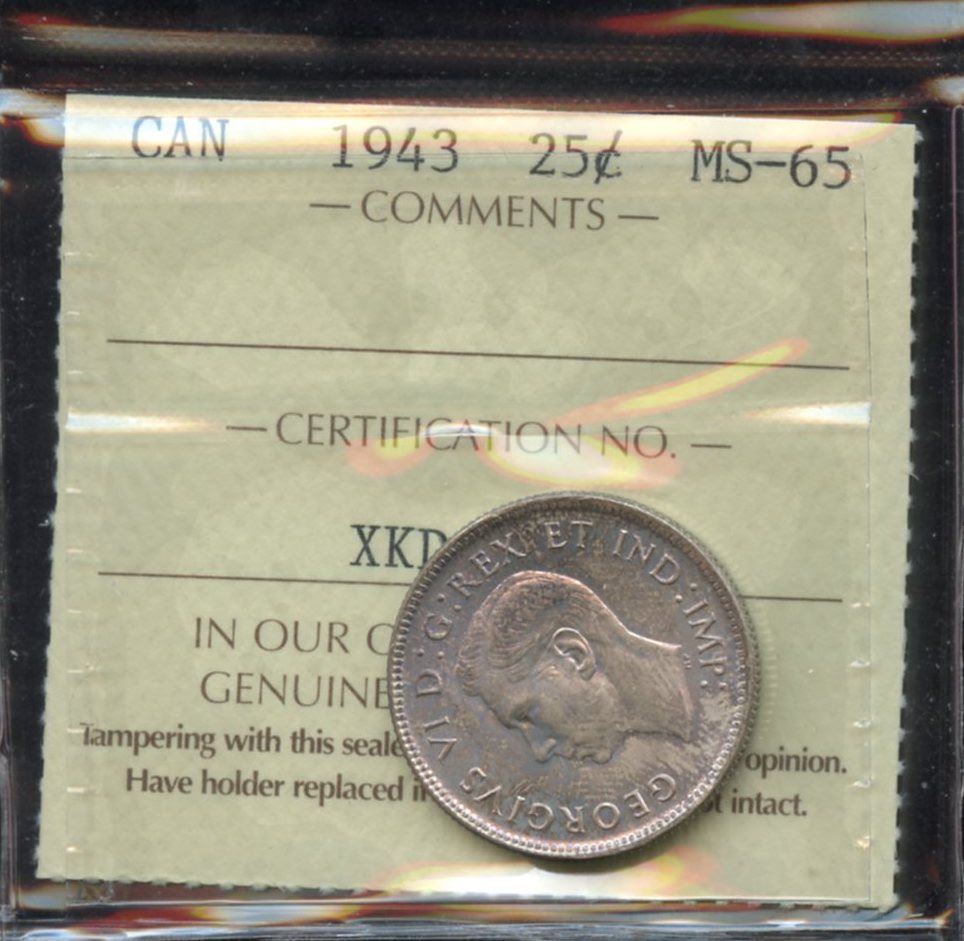 CAN 1943 25¢ MS-65
— COMMENTS —
— CERTIFICATION NO. —
XKD
IN OUR
GENUINE
Tampering with this seale opinion.
Have holder replaced intact.
GEORGIVS VI D:G:REX ET IND:IMP: